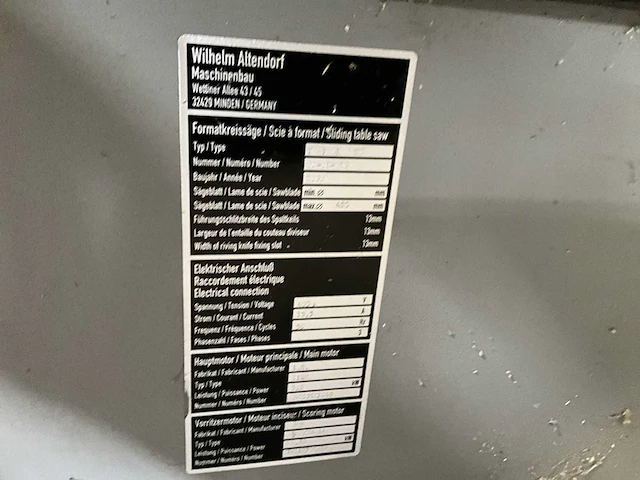 Wilhelm Altendorf
Maschinenbau
Wettiner Allee 43 / 45
32429 MINDEN / GERMANY
Formatkreissäge / Scie à format / Sliding table saw
Typ / Type
Nummer / Numéro / Number
Baujahr / Année / Year
Sägeblatt / Lame de scie / Sawblade min. ø mm
Sägeblatt / Lame de scie / Sawblade max. ø mm
Führungsschlitzbreite des Spaltkeils 13mm
Largeur de l'entaille du couteau diviseur 13mm
Width of riving knife fixing slot 13mm
Elektrischer Anschluß
Raccordement électrique
Electrical connection
Spannung / Tension / Voltage V
Strom / Courant / Current A
Frequenz / Fréquence / Cycles Hz
Phasenzahl / Fases / Phases 3
Hauptmotor / Moteur principale / Main motor
Fabrikat / Fabricant / Manufacturer
Typ / Type
Leistung / Puissance / Power kW
Nummer / Numéro / Number
Vorritzermotor / Moteur inciseur / Scoring motor
Fabrikat / Fabricant / Manufacturer
Typ / Type
Leistung / Puissance / Power kW
Nummer / Numéro / Number